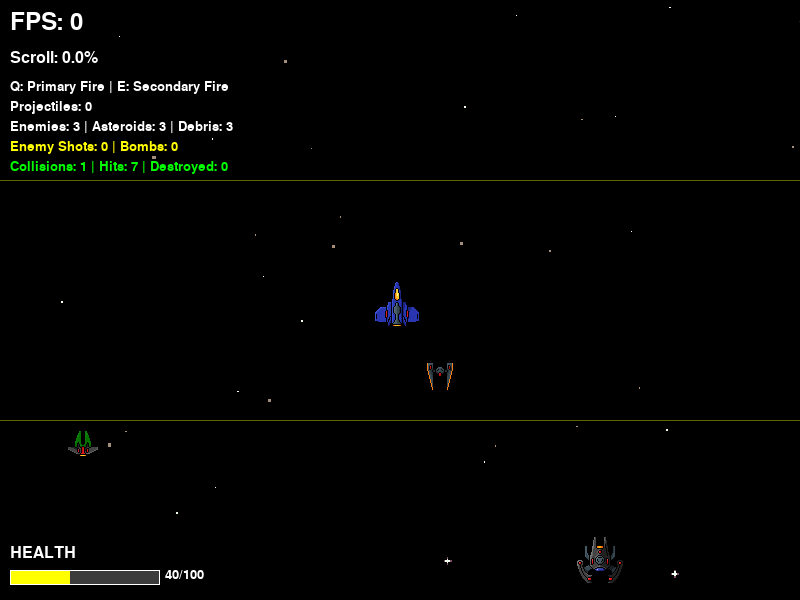 FPS: 0
Scroll: 0.0%
Q: Primary Fire | E: Secondary Fire
Projectiles: 0
Enemies: 3 | Asteroids: 3 | Debris: 3
Enemy Shots: 0 | Bombs: 0
Collisions: 1 | Hits: 7 | Destroyed: 0
HEALTH
40/100